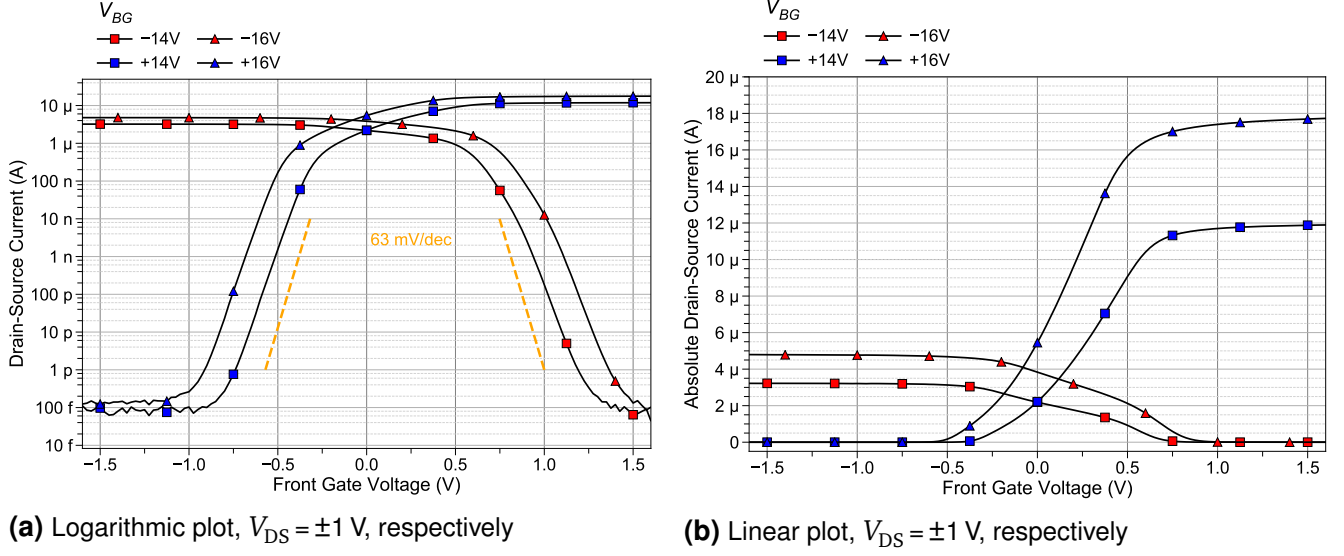 V_BG
−14V −16V
+14V +16V
Drain-Source Current (A)
10 µ
1 µ
100 n
10 n
1 n
100 p
10 p
1 p
100 f
10 f
63 mV/dec
−1.5 −1.0 −0.5 0.0 0.5 1.0 1.5
Front Gate Voltage (V)
(a) Logarithmic plot, V_DS = ±1 V, respectively
V_BG
−14V −16V
+14V +16V
Absolute Drain-Source Current (A)
20 µ
18 µ
16 µ
14 µ
12 µ
10 µ
8 µ
6 µ
4 µ
2 µ
0
−1.5 −1.0 −0.5 0.0 0.5 1.0 1.5
Front Gate Voltage (V)
(b) Linear plot, V_DS = ±1 V, respectively